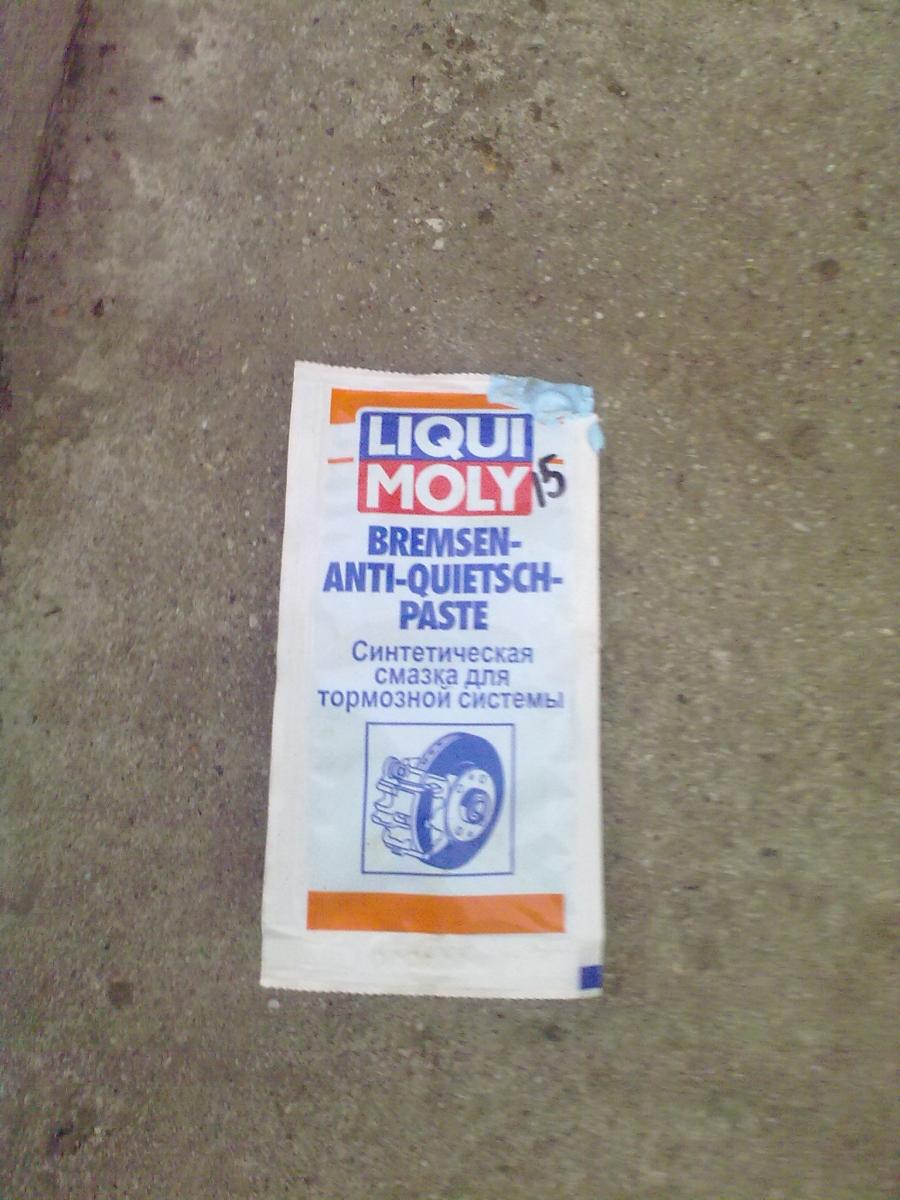 LIQUI
MOLY
15
BREMSEN-
ANTI-QUIETSCH-
PASTE
Синтетическая
смазка для
тормозной системы